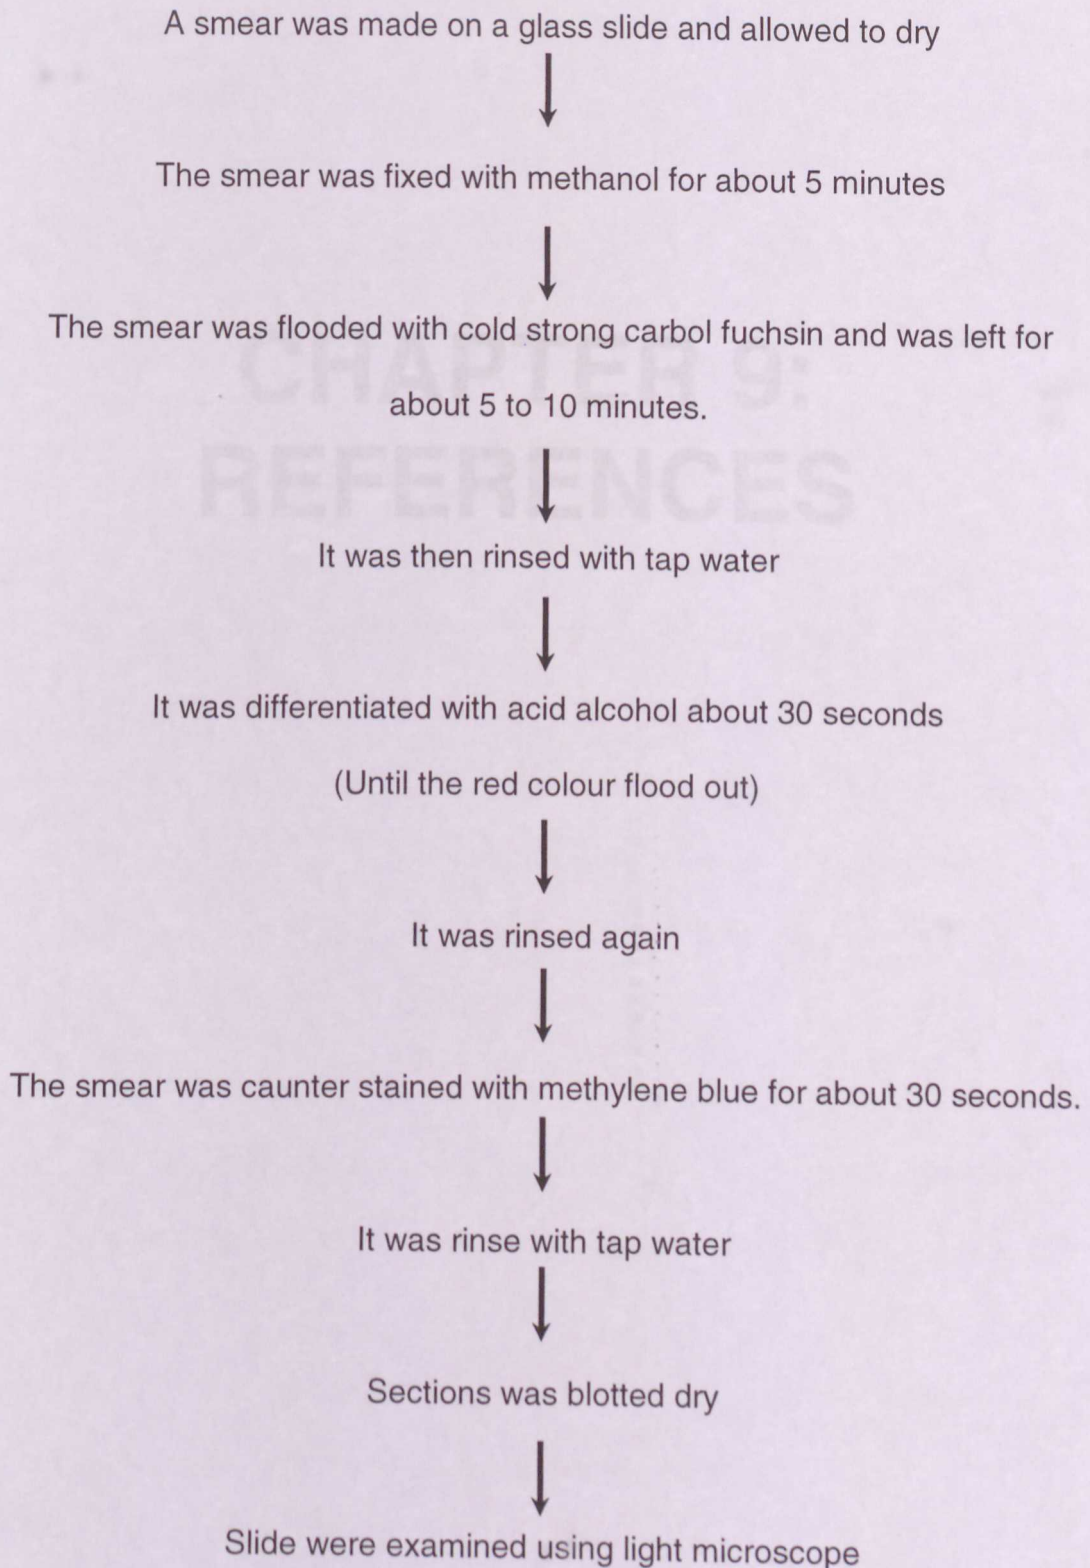 A smear was made on a glass slide and allowed to dry
The smear was fixed with methanol for about 5 minutes
The smear was flooded with cold strong carbol fuchsin and was left for
about 5 to 10 minutes.
CHAPTER 9:
REFERENCES
It was then rinsed with tap water
It was differentiated with acid alcohol about 30 seconds
(Until the red colour flood out)
It was rinsed again
The smear was caunter stained with methylene blue for about 30 seconds.
It was rinse with tap water
Sections was blotted dry
Slide were examined using light microscope